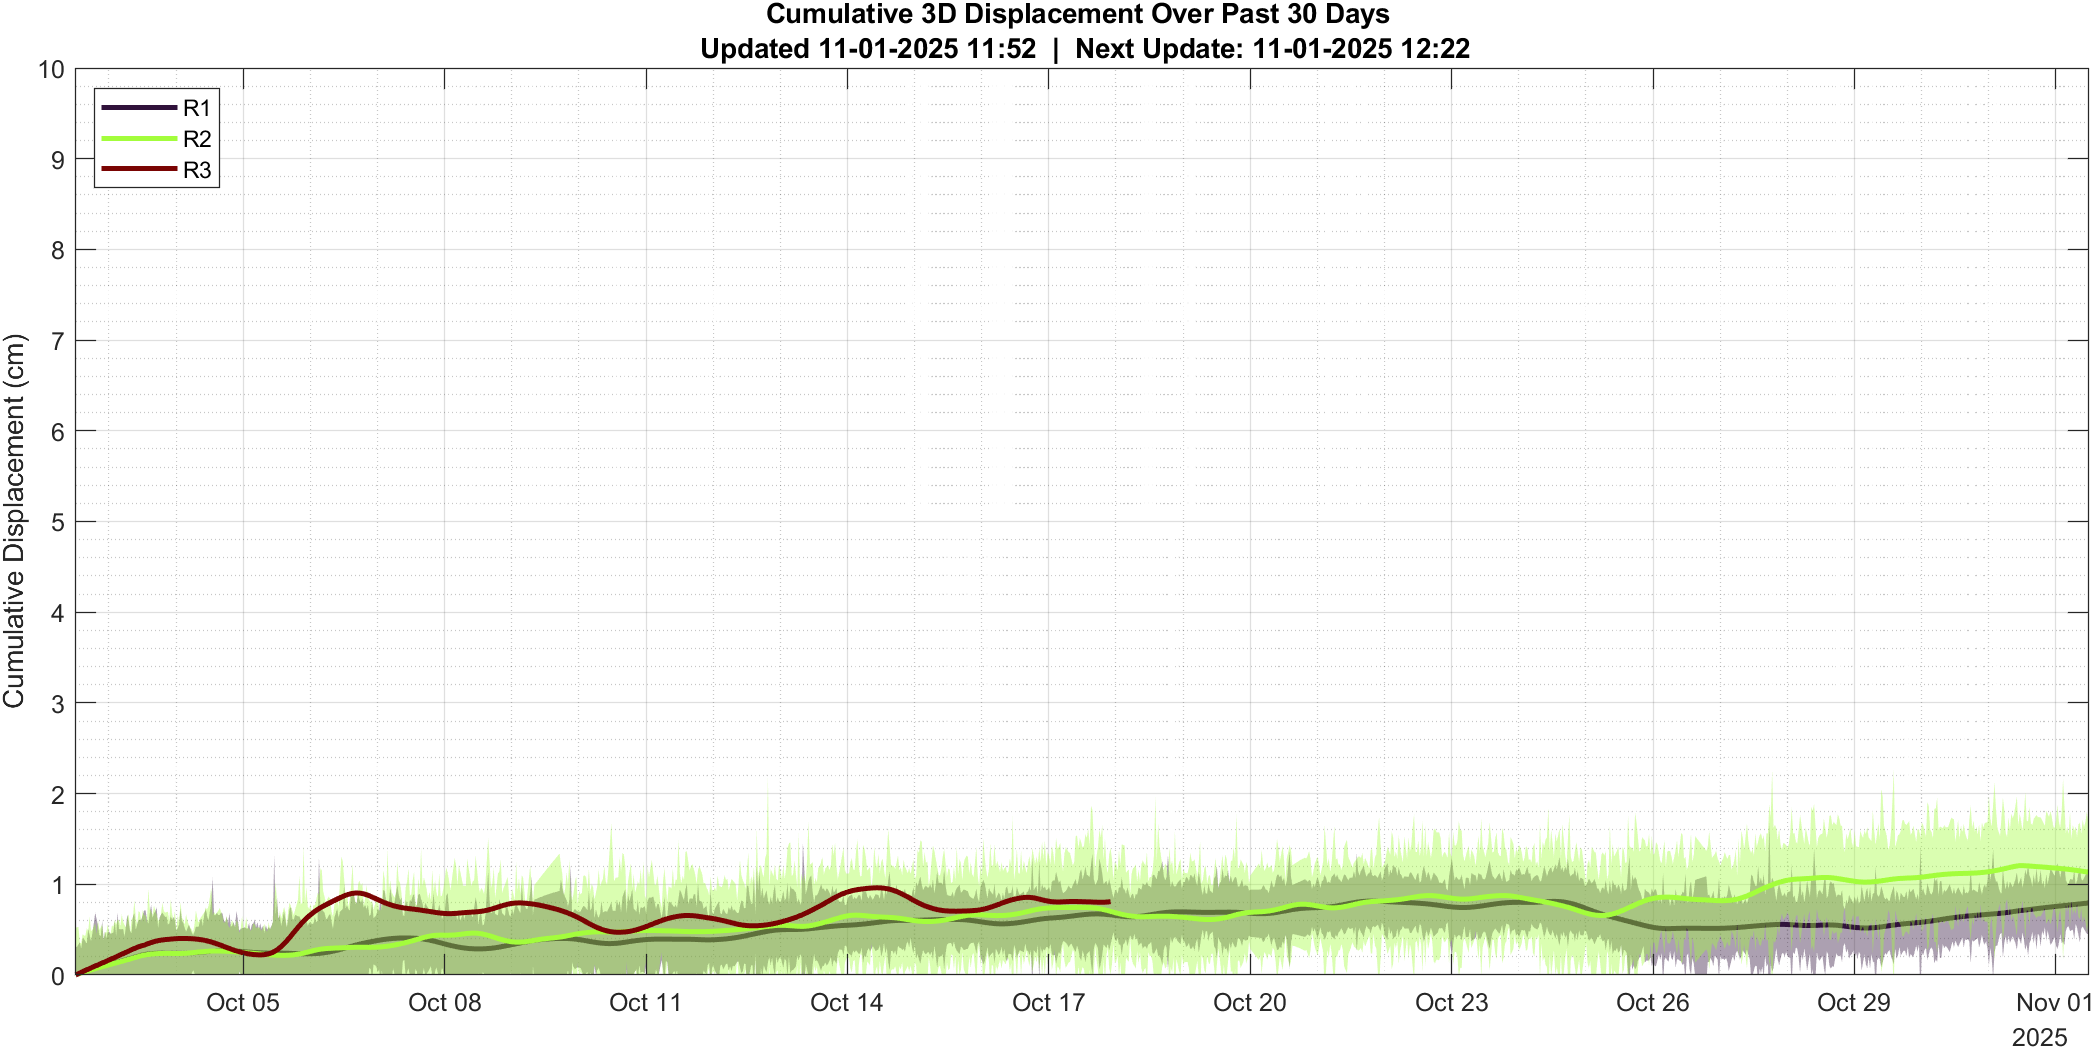 Cumulative 3D Displacement Over Past 30 Days
Updated 11-01-2025 11:52 | Next Update: 11-01-2025 12:22
R1
R2
R3
Cumulative Displacement (cm)
10
9
8
7
6
5
4
3
2
1
0
Oct 05
Oct 08
Oct 11
Oct 14
Oct 17
Oct 20
Oct 23
Oct 26
Oct 29
Nov 01
2025